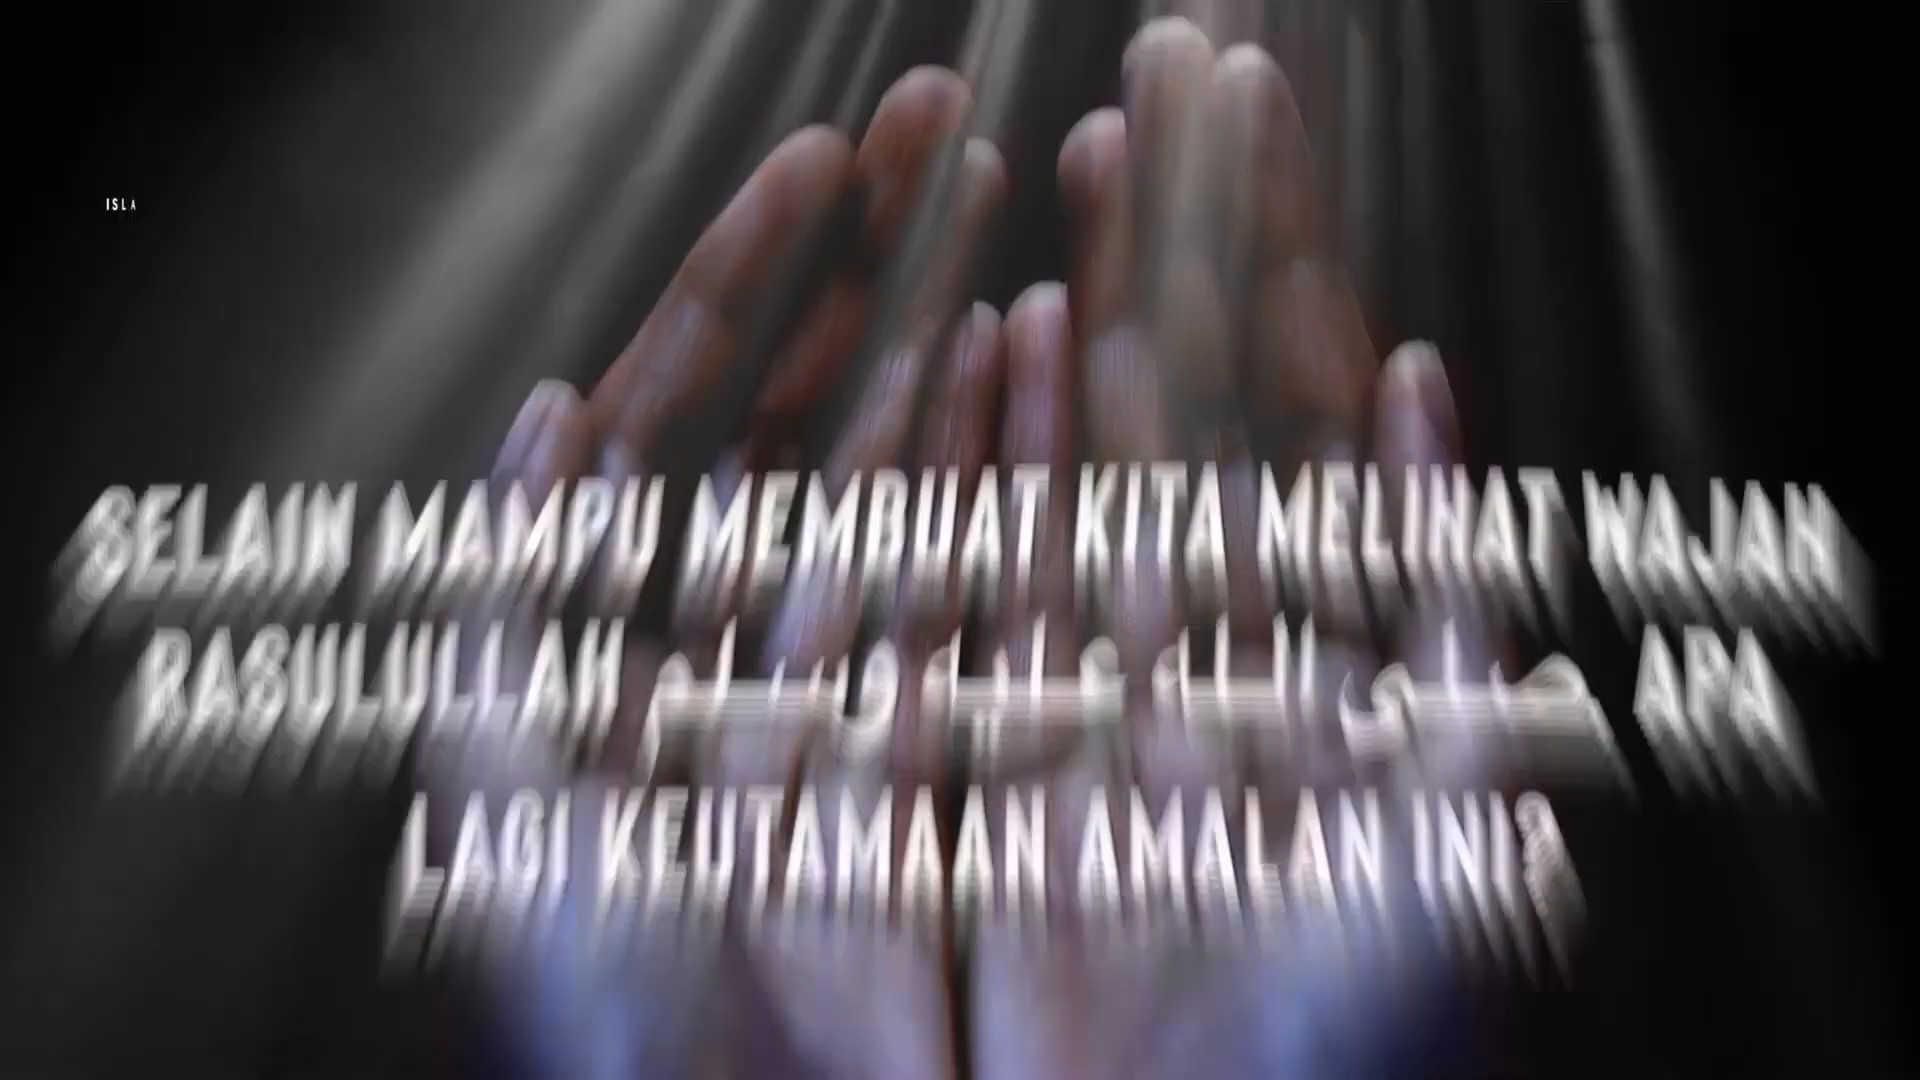 ISLA
SELAIN MAMPU MEMBUAT KITA MELIHAT WAJAH
RASULULLAH صلى الله عليه وسلم APA
LAGI KEUTAMAAN AMALAN INI?